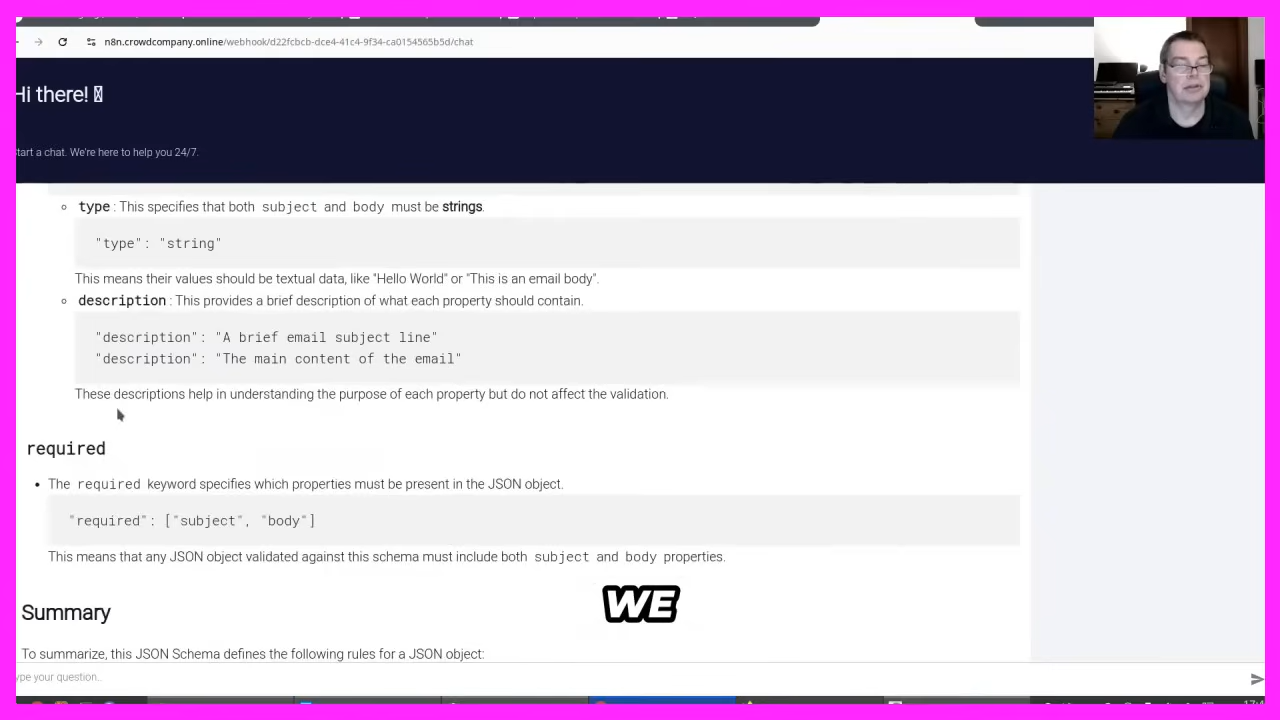 n8n.crowdcompany.online/webhook/d22fcbcb-dce4-41c4-9f34-ca0154565b5d/chat
Hi there!
tart a chat. We're here to help you 24/7.
type : This specifies that both subject and body must be strings.
"type": "string"
This means their values should be textual data, like "Hello World" or "This is an email body".
description : This provides a brief description of what each property should contain.
"description": "A brief email subject line"
"description": "The main content of the email"
These descriptions help in understanding the purpose of each property but do not affect the validation.
required
The required keyword specifies which properties must be present in the JSON object.
"required": ["subject", "body"]
This means that any JSON object validated against this schema must include both subject and body properties.
WE
Summary
To summarize, this JSON Schema defines the following rules for a JSON object:
ype your question..